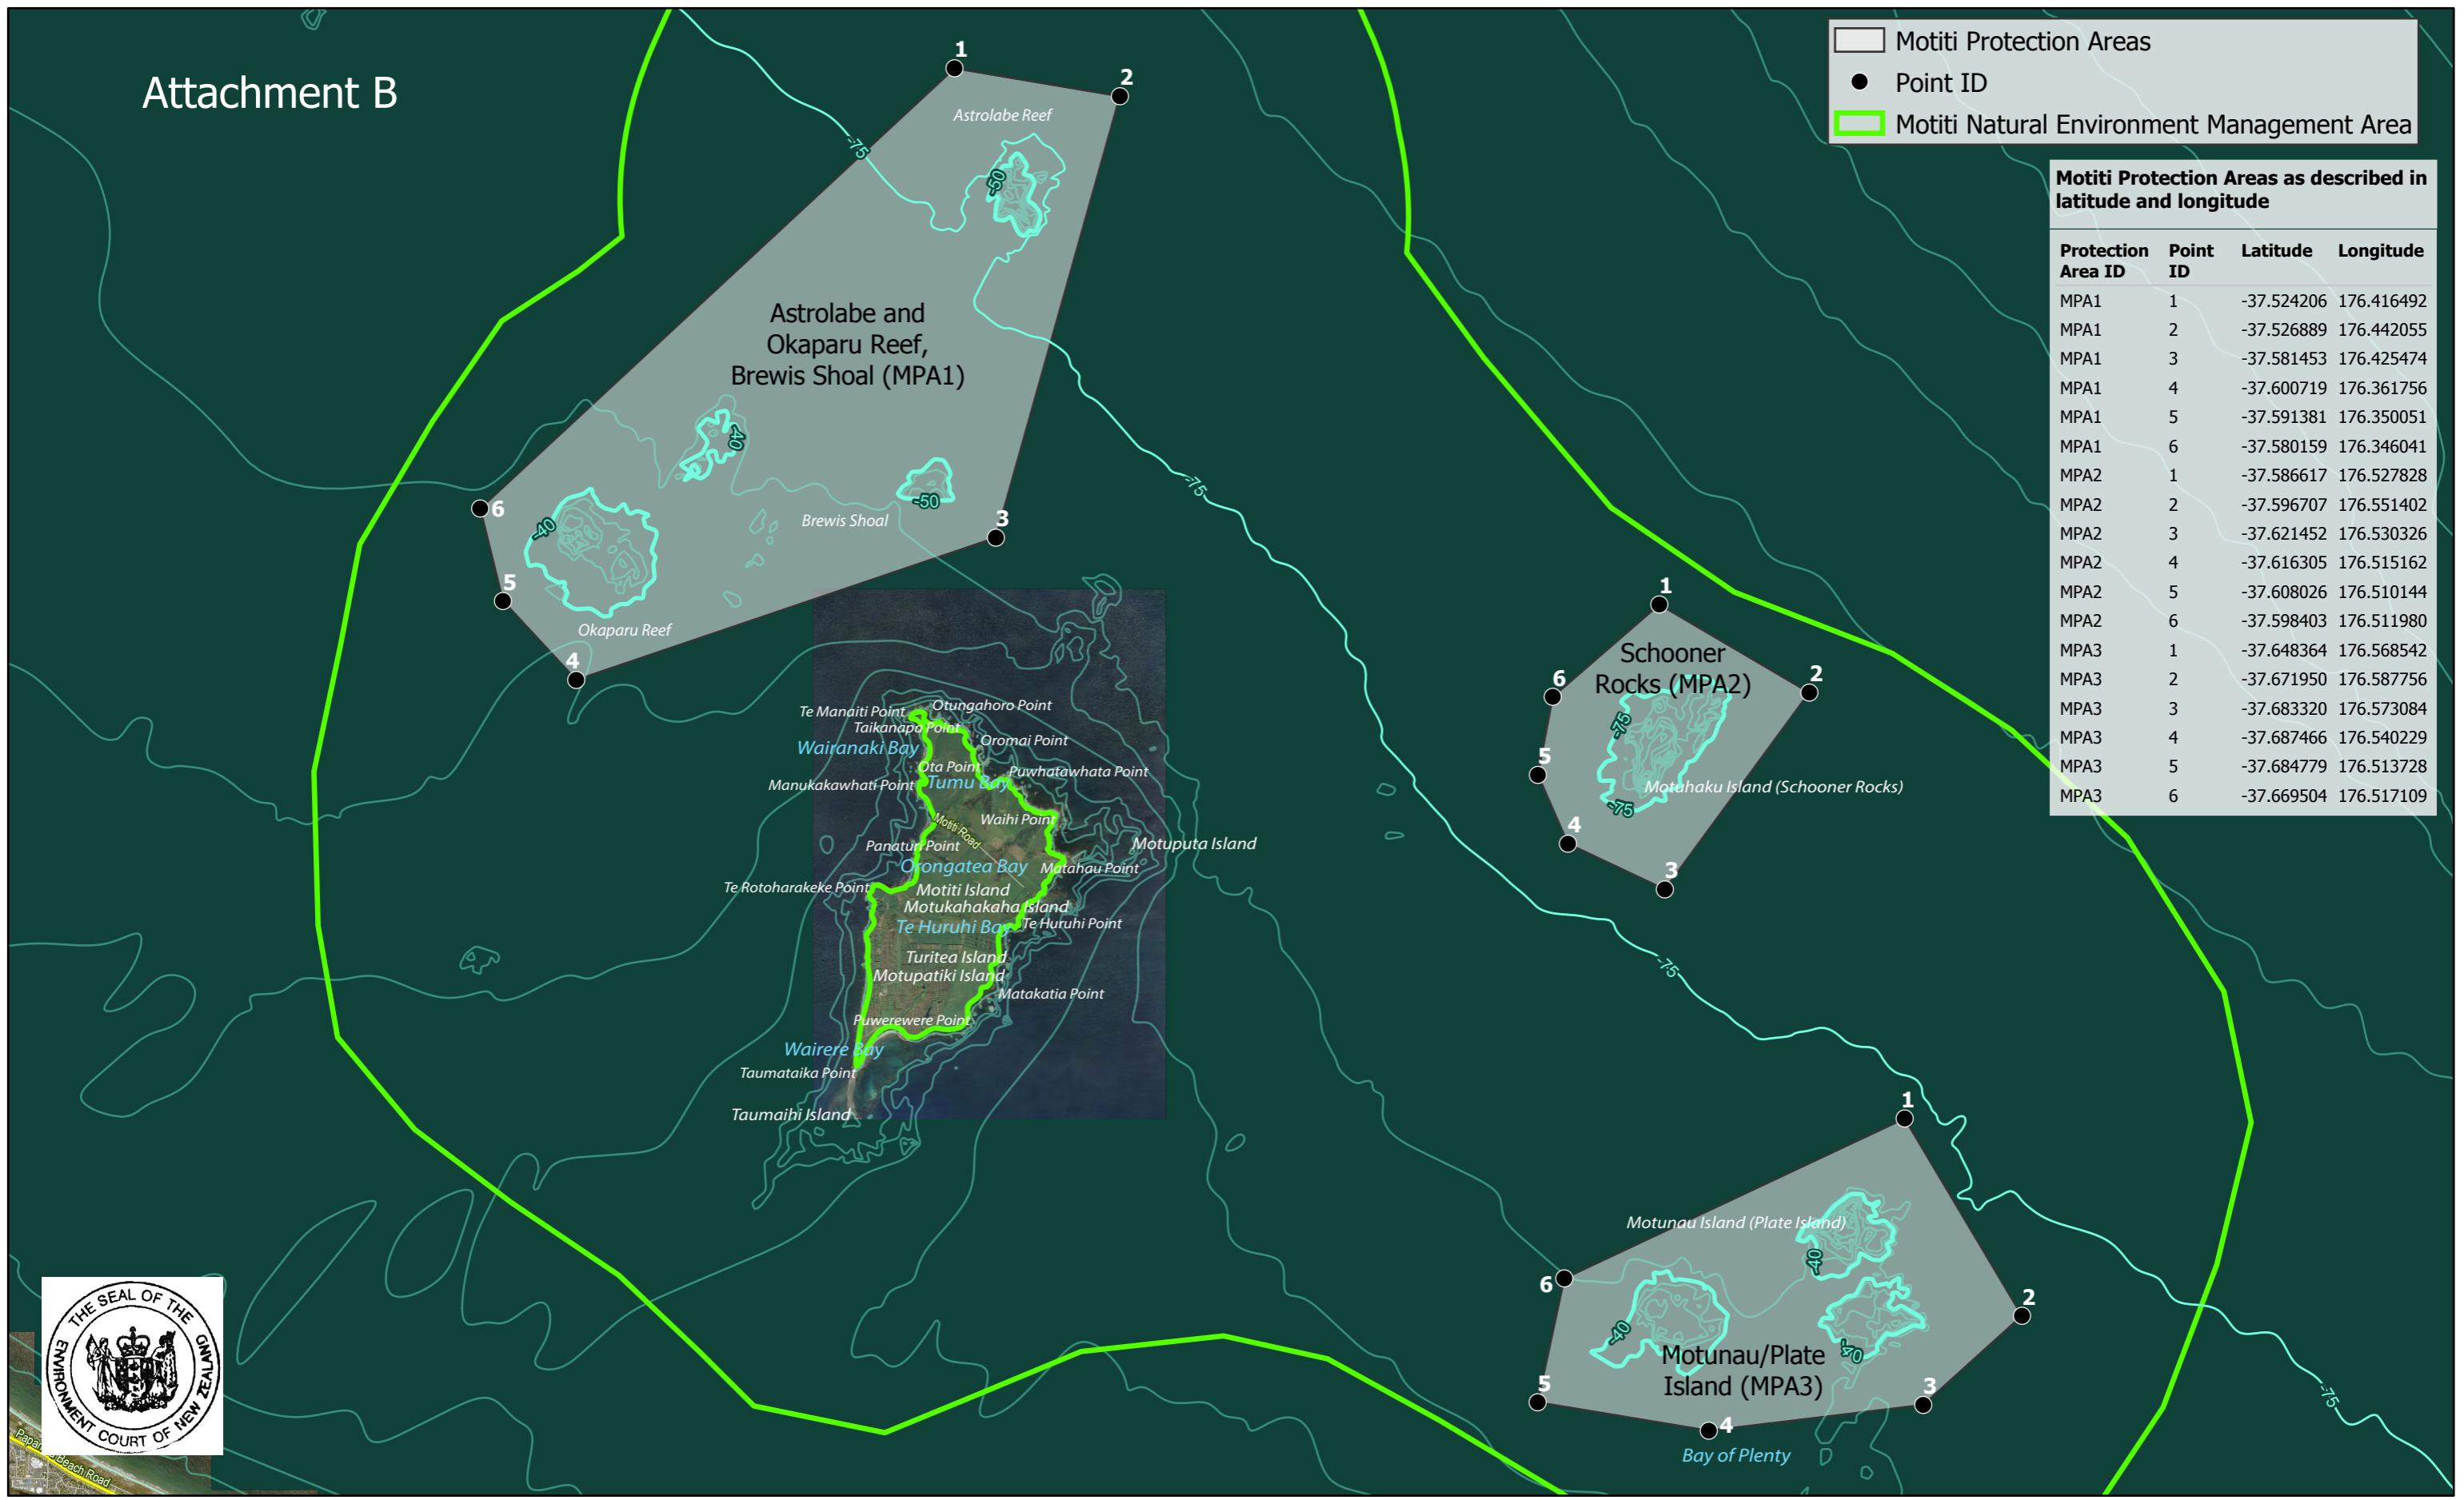 Attachment B
Motiti Protection Areas
Point ID
Motiti Natural Environment Management Area
Motiti Protection Areas as described in
latitude and longitude
Protection Area ID Point ID Latitude Longitude
MPA1 1 -37.524206 176.416492
MPA1 2 -37.526889 176.442055
MPA1 3 -37.581453 176.425474
MPA1 4 -37.600719 176.361756
MPA1 5 -37.591381 176.350051
MPA1 6 -37.580159 176.346041
MPA2 1 -37.586617 176.527828
MPA2 2 -37.596707 176.551402
MPA2 3 -37.621452 176.530326
MPA2 4 -37.616305 176.515162
MPA2 5 -37.608026 176.510144
MPA2 6 -37.598403 176.511980
MPA3 1 -37.648364 176.568542
MPA3 2 -37.671950 176.587756
MPA3 3 -37.683320 176.573084
MPA3 4 -37.687466 176.540229
MPA3 5 -37.684779 176.513728
MPA3 6 -37.669504 176.517109
1
2
Astrolabe Reef
-75
-50
Astrolabe and
Okaparu Reef,
Brewis Shoal (MPA1)
-40
-50
-75
6
-40
Brewis Shoal
3
5
Okaparu Reef
4
1
Schooner
Rocks (MPA2)
6
2
-75
5
Motuhaku Island (Schooner Rocks)
-75
4
3
Te Manaiti Point
Otungahoro Point
Taikanapa Point
Wairanaki Bay
Oromai Point
Ota Point
Puwhatawhata Point
Manukakawhati Point
Tumu Bay
Waihi Point
Motiti Road
Panaturi Point
Motuputa Island
Orongatea Bay
Matahau Point
Te Rotoharakeke Point
Motiti Island
Motukahakaha Island
Te Huruhi Bay
Te Huruhi Point
Turitea Island
Motupatiki Island
Matakatia Point
Puwerewere Point
Wairere Bay
Taumataika Point
Taumaihi Island
-75
1
Motunau Island (Plate Island)
-40
6
2
-40
-40
Motunau/Plate
Island (MPA3)
5
3
4
Bay of Plenty
-75
THE SEAL OF THE
ENVIRONMENT COURT OF NEW ZEALAND
Beach Road